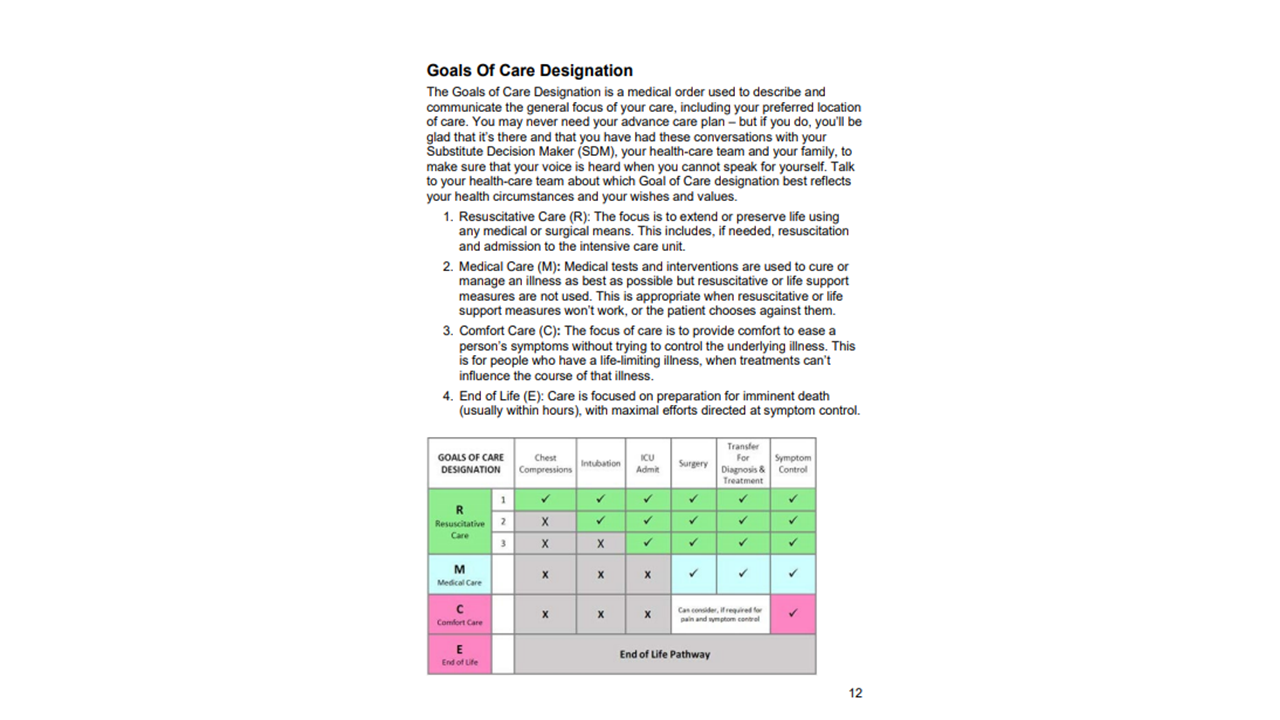 Goals Of Care Designation
The Goals of Care Designation is a medical order used to describe and
communicate the general focus of your care, including your preferred location
of care. You may never need your advance care plan – but if you do, you'll be
glad that it's there and that you have had these conversations with your
Substitute Decision Maker (SDM), your health-care team and your family, to
make sure that your voice is heard when you cannot speak for yourself. Talk
to your health-care team about which Goal of Care designation best reflects
your health circumstances and your wishes and values.
1. Resuscitative Care (R): The focus is to extend or preserve life using
any medical or surgical means. This includes, if needed, resuscitation
and admission to the intensive care unit.
2. Medical Care (M): Medical tests and interventions are used to cure or
manage an illness as best as possible but resuscitative or life support
measures are not used. This is appropriate when resuscitative or life
support measures won't work, or the patient chooses against them.
3. Comfort Care (C): The focus of care is to provide comfort to ease a
person's symptoms without trying to control the underlying illness. This
is for people who have a life-limiting illness, when treatments can't
influence the course of that illness.
4. End of Life (E): Care is focused on preparation for imminent death
(usually within hours), with maximal efforts directed at symptom control.
GOALS OF CARE
DESIGNATION
Chest
Compressions
Intubation
ICU
Admit
Surgery
Transfer
For
Diagnosis &
Treatment
Symptom
Control
R
Resuscitative
Care
1 ✓ ✓ ✓ ✓ ✓ ✓
2 X ✓ ✓ ✓ ✓ ✓
3 X X ✓ ✓ ✓ ✓
M
Medical Care
X X X ✓ ✓ ✓
C
Comfort Care
X X X
Can consider, if required for
pain and symptom control
✓
E
End of Life
End of Life Pathway
12